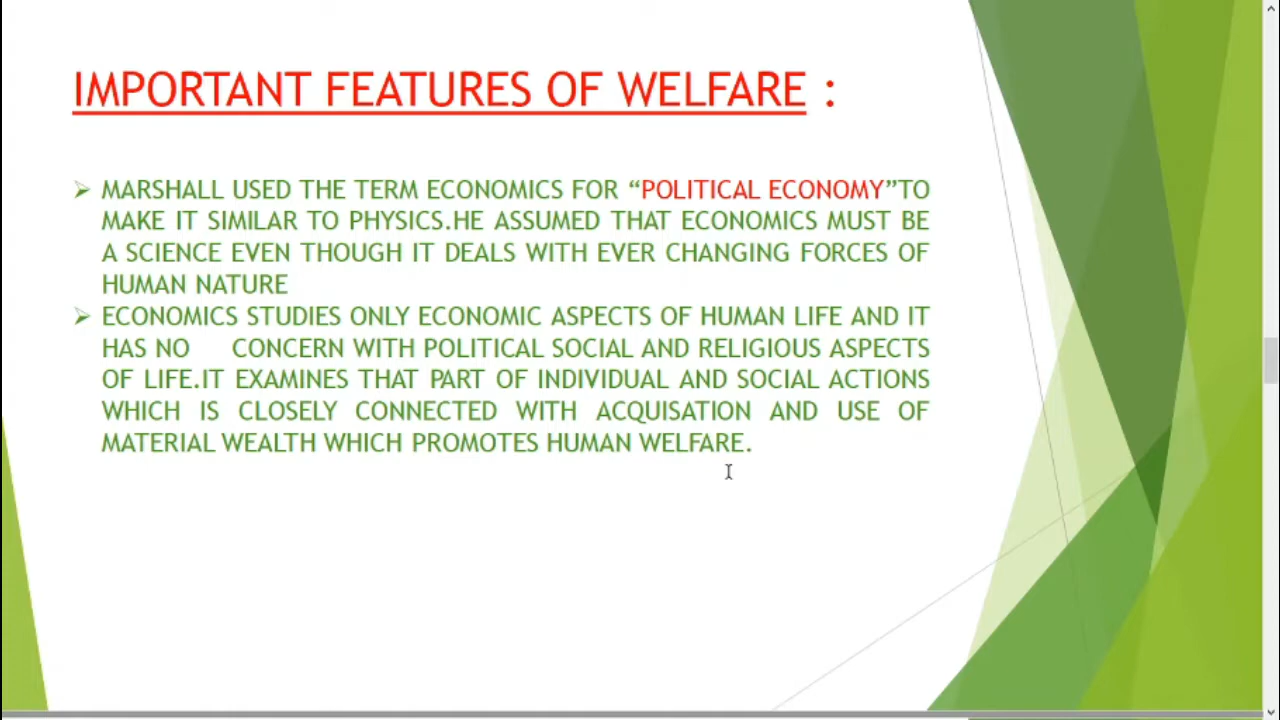 IMPORTANT FEATURES OF WELFARE :
MARSHALL USED THE TERM ECONOMICS FOR “POLITICAL ECONOMY”TO
MAKE IT SIMILAR TO PHYSICS.HE ASSUMED THAT ECONOMICS MUST BE
A SCIENCE EVEN THOUGH IT DEALS WITH EVER CHANGING FORCES OF
HUMAN NATURE
ECONOMICS STUDIES ONLY ECONOMIC ASPECTS OF HUMAN LIFE AND IT
HAS NO CONCERN WITH POLITICAL SOCIAL AND RELIGIOUS ASPECTS
OF LIFE.IT EXAMINES THAT PART OF INDIVIDUAL AND SOCIAL ACTIONS
WHICH IS CLOSELY CONNECTED WITH ACQUISATION AND USE OF
MATERIAL WEALTH WHICH PROMOTES HUMAN WELFARE.